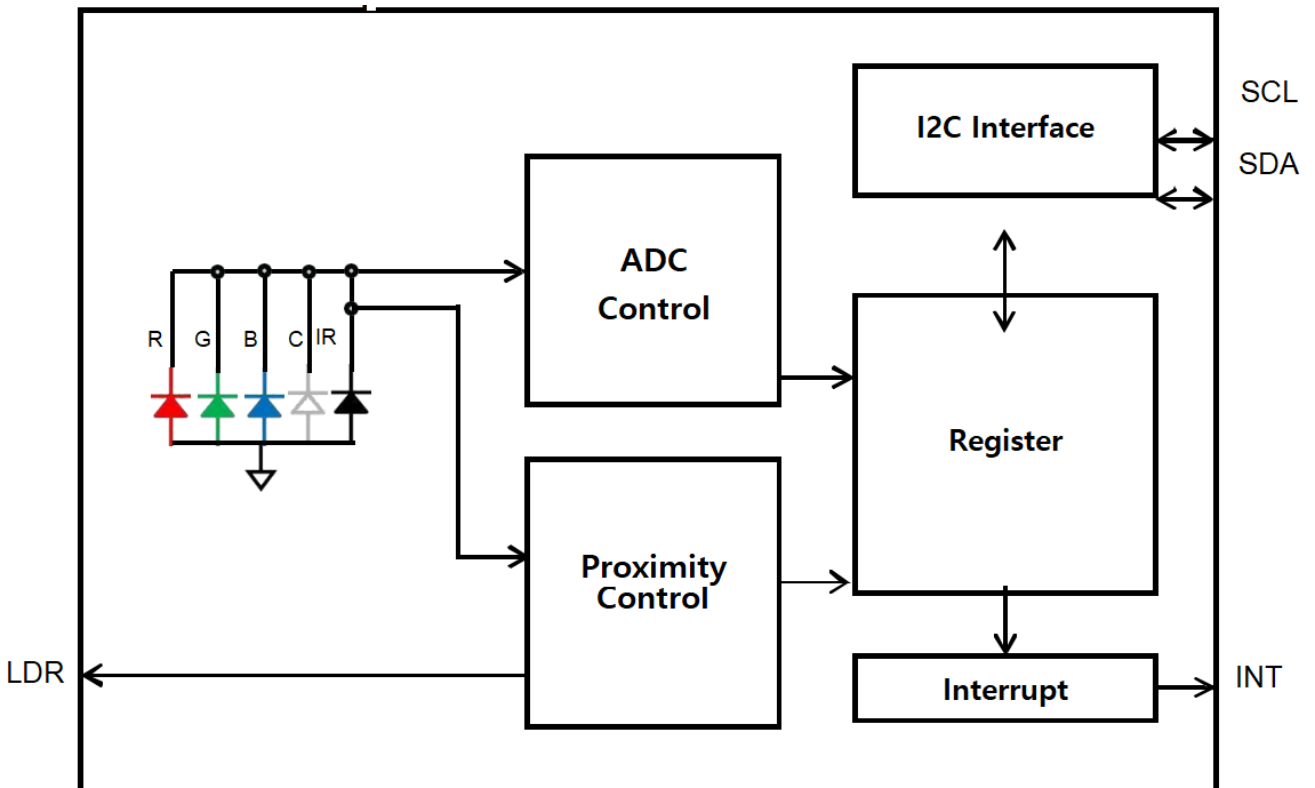 SCL
I2C Interface
SDA
ADC
Control
R
G
B
C
IR
Register
Proximity
Control
LDR
Interrupt
INT